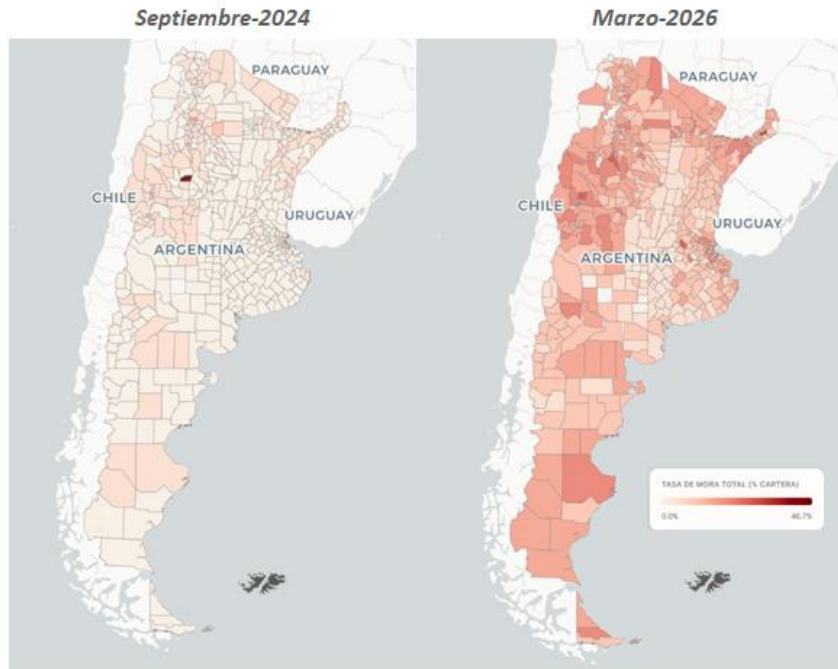 Septiembre-2024
Marzo-2026
PARAGUAY
CHILE
URUGUAY
ARGENTINA
PARAGUAY
CHILE
URUGUAY
ARGENTINA
TASA DE MORA TOTAL (% CARTERA)
0.0%
46.7%